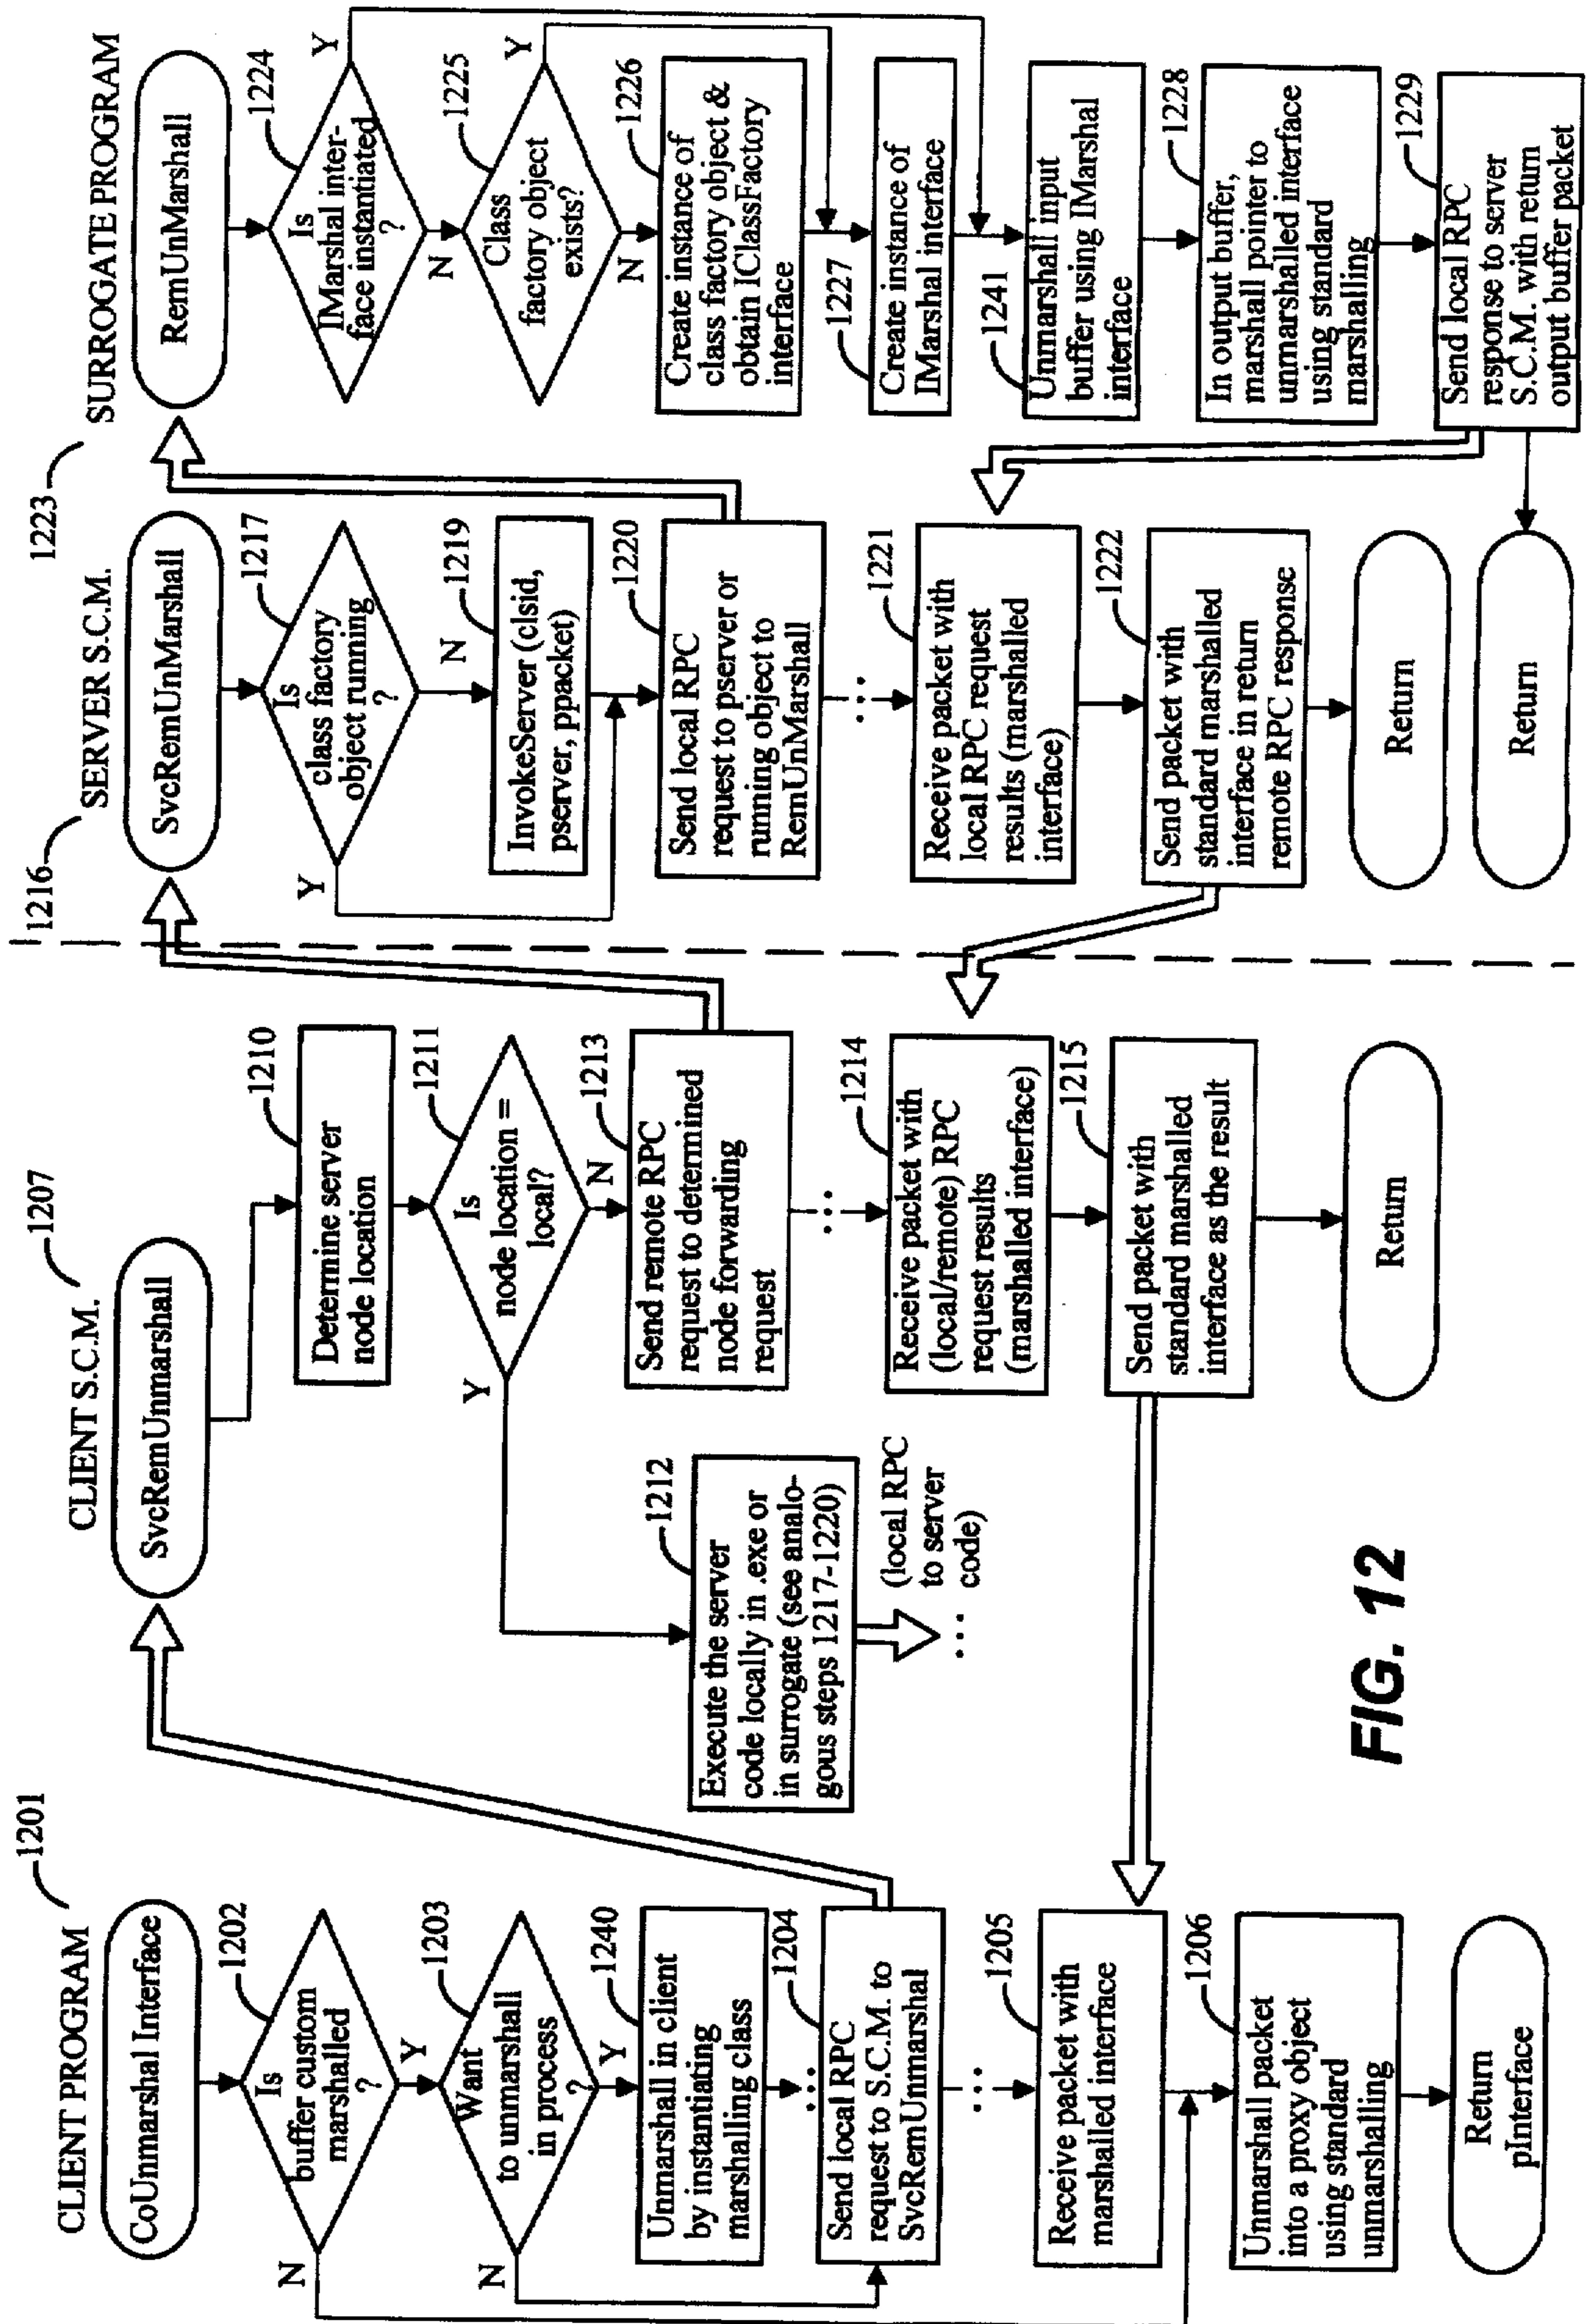 CLIENT PROGRAM
1201
CoUnmarshal Interface
1202
Is
buffer custom
marshalled
?
N
Y
1203
Want
to unmarshall
in process
?
N
Y
1240
Unmarshall in client
by instantiating
marshalling class
...
1204
Send local RPC
request to S.C.M. to
SvcRemUnmarshal
...
1205
Receive packet with
marshalled interface
1206
Unmarshall packet
into a proxy object
using standard
unmarshalling
Return
pInterface
CLIENT S.C.M.
1207
SvcRemUnmarshall
1210
Determine server
node location
1211
Is
node location =
local?
Y
N
1212
Execute the server
code locally in .exe or
in surrogate (see analo-
gous steps 1217-1220)
(local RPC
to server
code)
...
1213
Send remote RPC
request to determined
node forwarding
request
...
1214
Receive packet with
(local/remote) RPC
request results
(marshalled interface)
1215
Send packet with
standard marshalled
interface as the result
Return
1216
SERVER S.C.M.
SvcRemUnMarshall
1217
Is
class factory
object running
?
Y
N
1219
InvokeServer (clsid,
pserver, ppacket)
1220
Send local RPC
request to pserver or
running object to
RemUnMarshall
...
1221
Receive packet with
local RPC request
results (marshalled
interface)
1222
Send packet with
standard marshalled
interface in return
remote RPC response
Return
1223
SURROGATE PROGRAM
RemUnMarshall
1224
Is
IMarshal inter-
face instantiated
?
Y
N
1225
Class
factory object
exists?
Y
N
1226
Create instance of
class factory object &
obtain IClassFactory
interface
1227
Create instance of
IMarshal interface
1241
Unmarshall input
buffer using IMarshal
interface
1228
In output buffer,
marshall pointer to
unmarshalled interface
using standard
marshalling
1229
Send local RPC
response to server
S.C.M. with return
output buffer packet
Return
FIG. 12